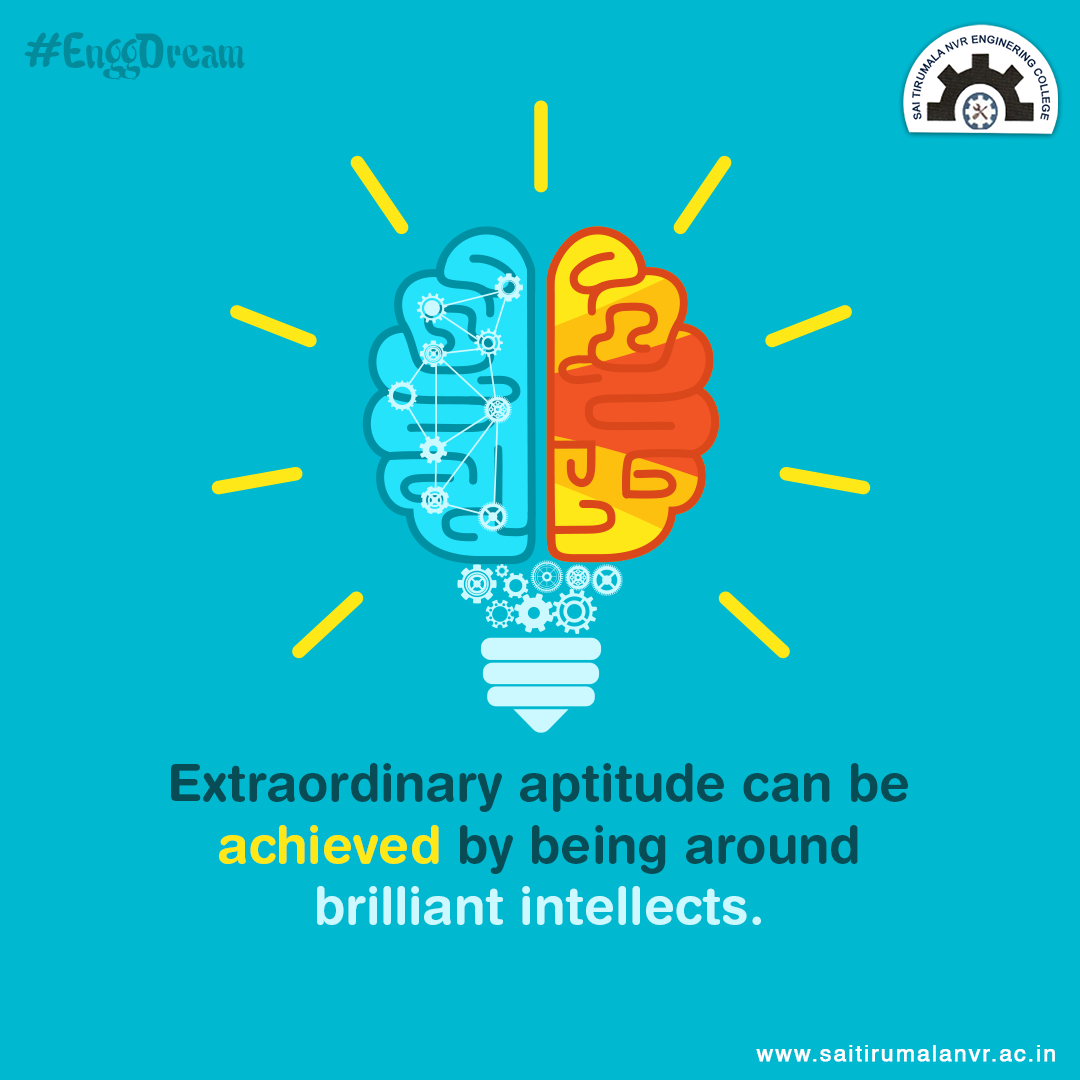 #EnggDream
SAI TIRUMALA NVR ENGINERING COLLEGE
Extraordinary aptitude can be
achieved by being around
brilliant intellects.
www.saitirumalanvr.ac.in